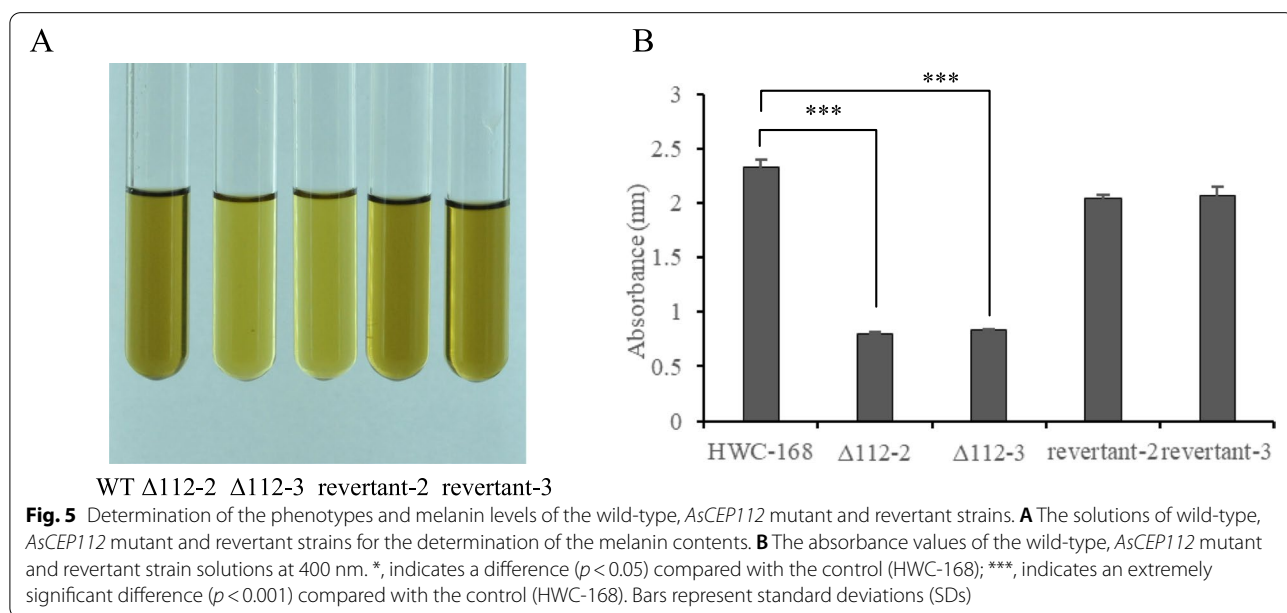 A
WT Δ112-2 Δ112-3 revertant-2 revertant-3
B
***
***
3
2.5
2
1.5
1
0.5
0
Absorbance (nm)
HWC-168 Δ112-2 Δ112-3 revertant-2 revertant-3
Fig. 5 Determination of the phenotypes and melanin levels of the wild-type, AsCEP112 mutant and revertant strains. A The solutions of wild-type,
AsCEP112 mutant and revertant strains for the determination of the melanin contents. B The absorbance values of the wild-type, AsCEP112 mutant
and revertant strain solutions at 400 nm. *, indicates a difference (p < 0.05) compared with the control (HWC-168); ***, indicates an extremely
significant difference (p < 0.001) compared with the control (HWC-168). Bars represent standard deviations (SDs)